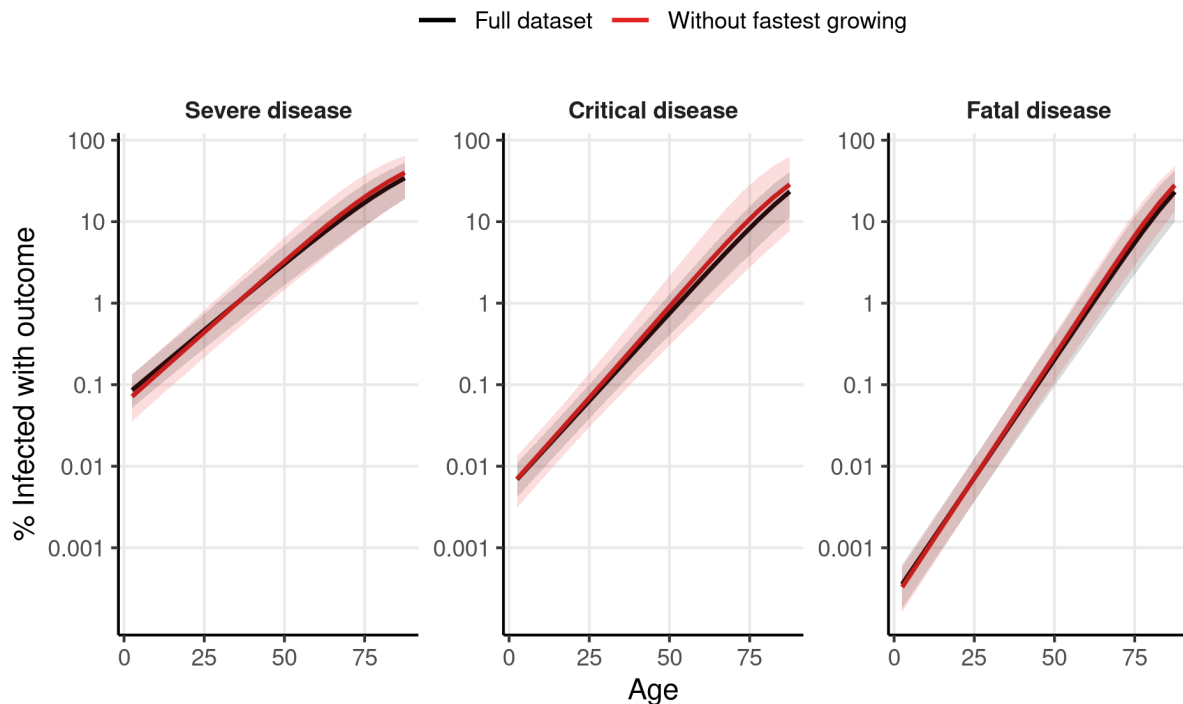 Full dataset Without fastest growing
Severe disease Critical disease Fatal disease
% Infected with outcome
100 100 100
10 10 10
1 1 1
0.1 0.1 0.1
0.01 0.01 0.01
0.001 0.001 0.001
0 25 50 75 0 25 50 75 0 25 50 75
Age